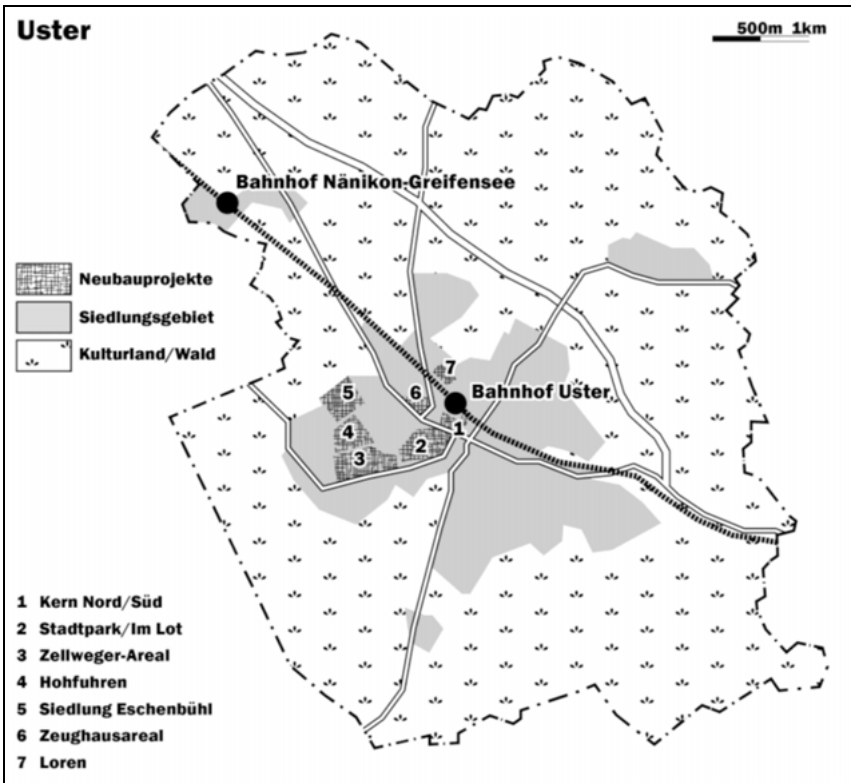 Uster
500m 1km
Bahnhof Nänikon-Greifensee
Neubauprojekte
Siedlungsgebiet
Kulturland/Wald
7
Bahnhof Uster
5
6
1
4
2
3
1 Kern Nord/Süd
2 Stadtpark/Im Lot
3 Zellweger-Areal
4 Hohfuhren
5 Siedlung Eschenbühl
6 Zeughausareal
7 Loren